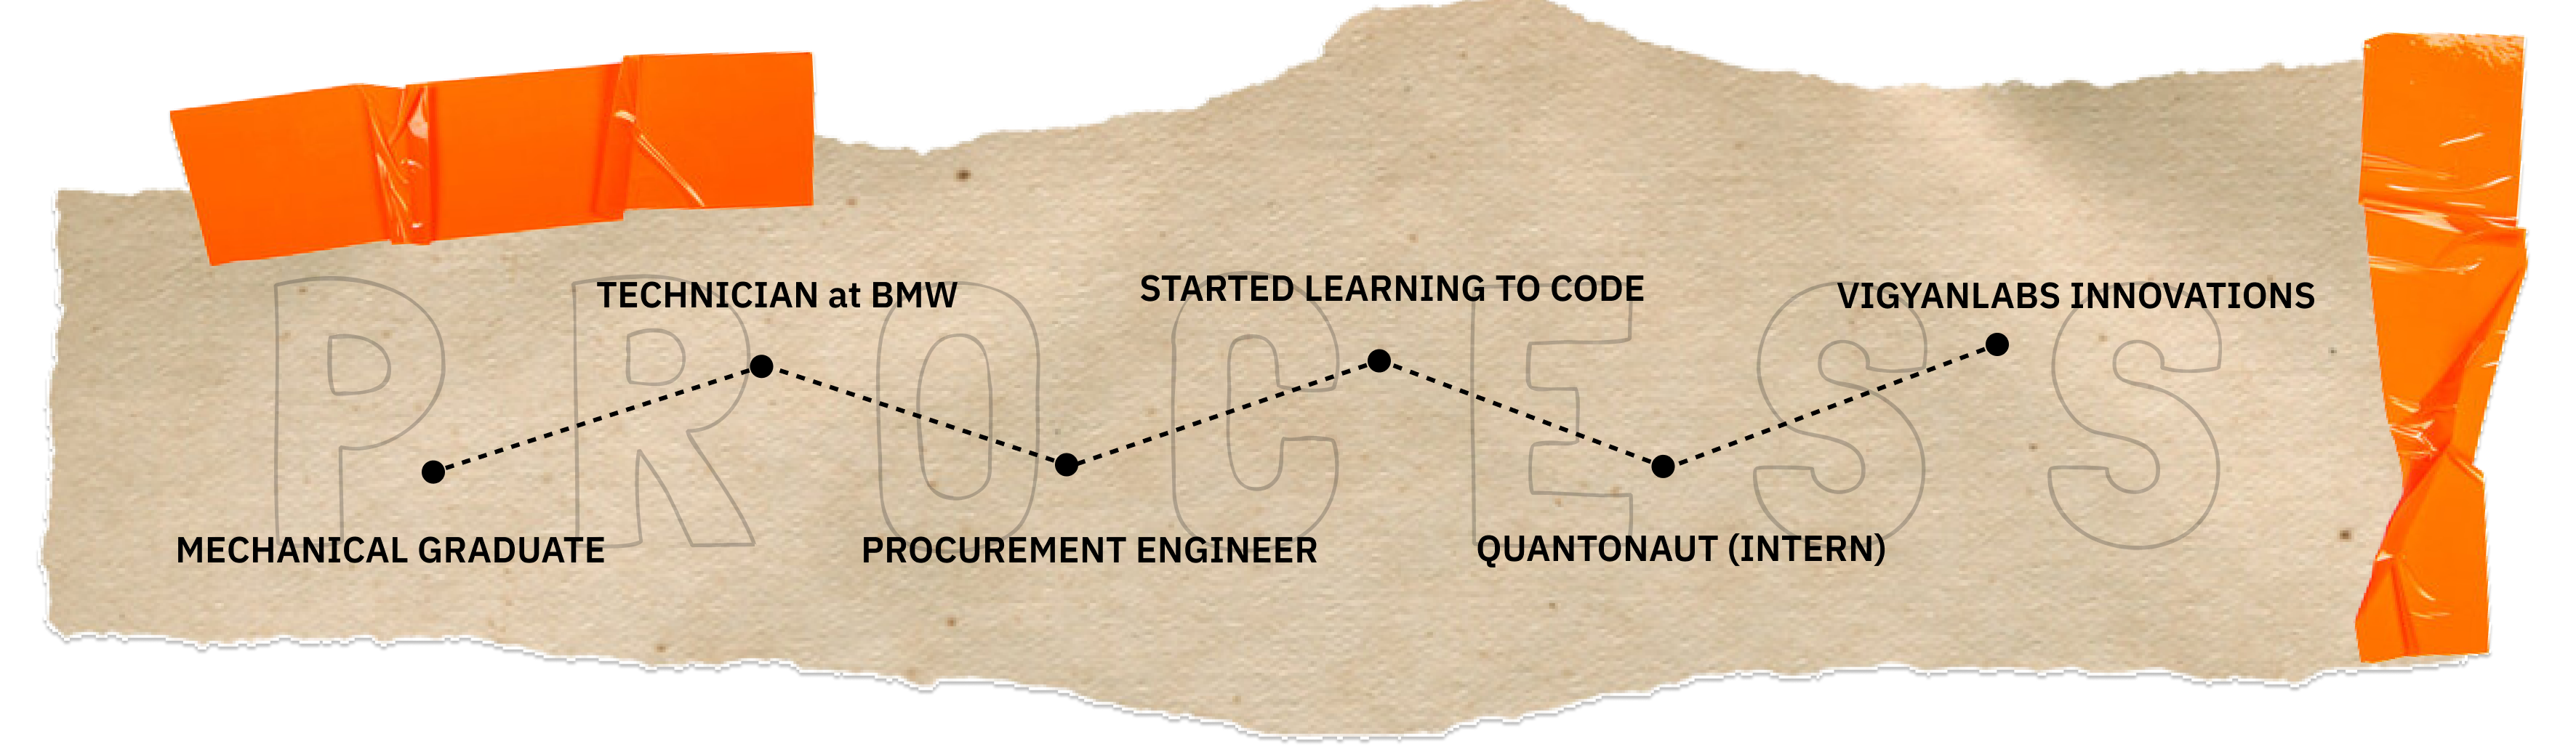 PROCESS
TECHNICIAN at BMW
STARTED LEARNING TO CODE
VIGYANLABS INNOVATIONS
MECHANICAL GRADUATE
PROCUREMENT ENGINEER
QUANTONAUT (INTERN)